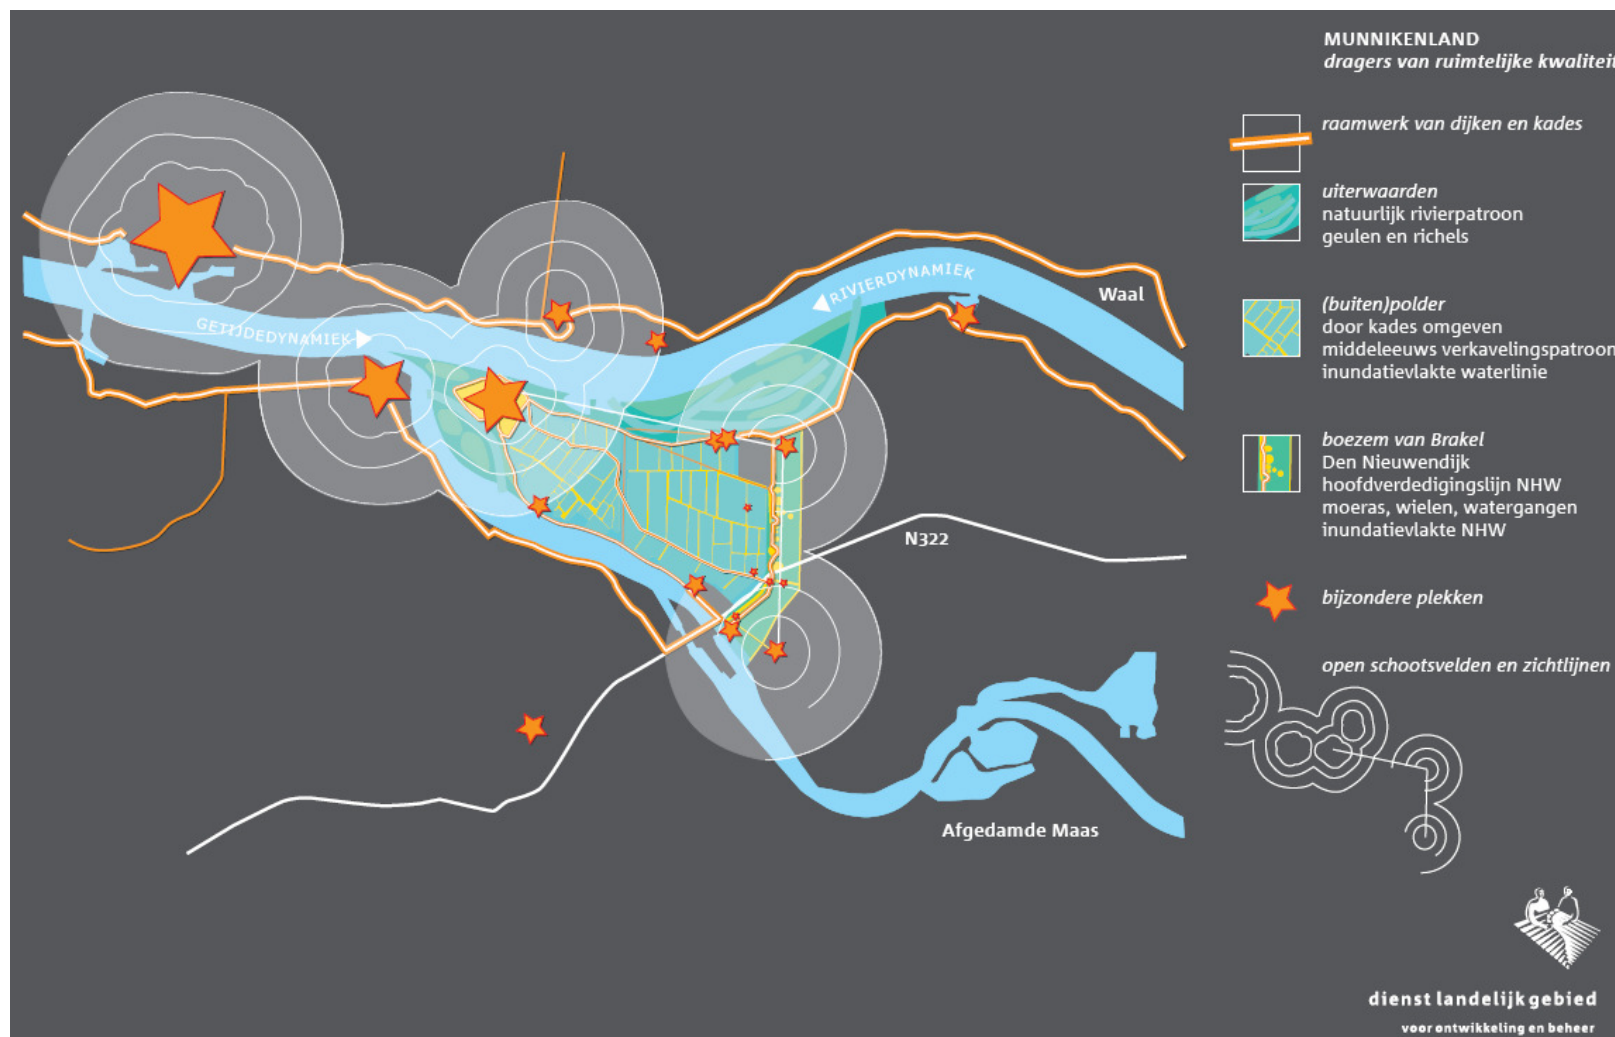 MUNNIKENLAND
dragers van ruimtelijke kwaliteit
raamwerk van dijken en kades
uiterwaarden
natuurlijk rivierpatroon
geulen en richels
(buiten)polder
door kades omgeven
middeleeuws verkavelingspatroon
inundatievlakte waterlinie
boezem van Brakel
Den Nieuwendijk
hoofdverdedigingslijn NHW
moeras, wielen, watergangen
inundatievlakte NHW
bijzondere plekken
open schootsvelden en zichtlijnen
RIVIERDYNAMIEK
Waal
GETIJDEDYNAMIEK
N322
Afgedamde Maas
dienst landelijk gebied
voor ontwikkeling en beheer